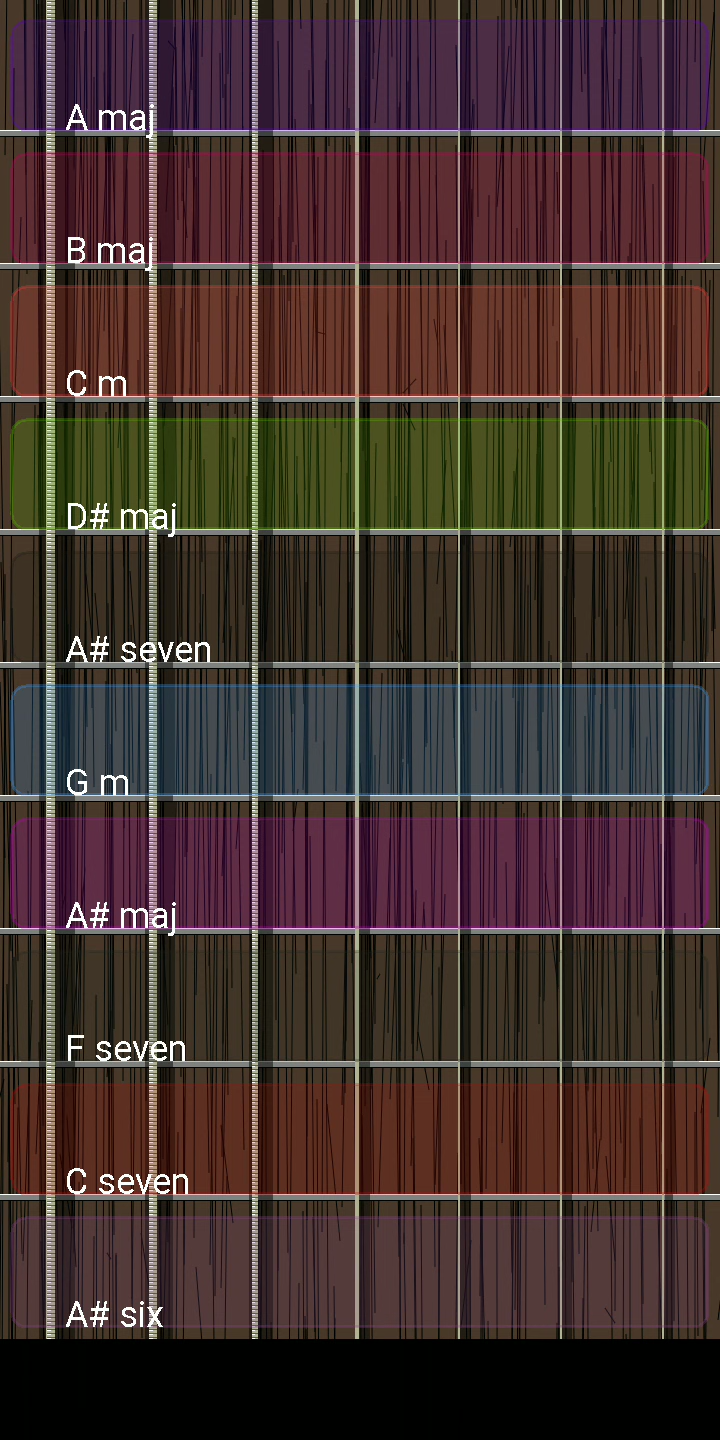 A maj
B maj
C m
D# maj
A# seven
G m
A# maj
F seven
C seven
A# six